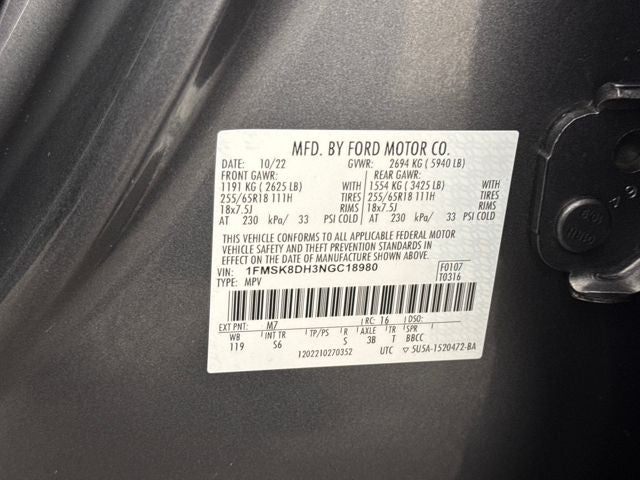 MFD. BY FORD MOTOR CO.
DATE: 10/22 GVWR: 2694 KG ( 5940 LB)
FRONT GAWR: REAR GAWR:
1191 KG ( 2625 LB) WITH 1554 KG ( 3425 LB) WITH
255/65R18 111H TIRES 255/65R18 111H TIRES
18x7.5J RIMS 18x7.5J RIMS
AT 230 kPa/ 33 PSI COLD AT 230 kPa/ 33 PSI COLD
THIS VEHICLE CONFORMS TO ALL APPLICABLE FEDERAL MOTOR
VEHICLE SAFETY AND THEFT PREVENTION STANDARDS IN
EFFECT ON THE DATE OF MANUFACTURE SHOWN ABOVE.
VIN: 1FMSK8DH3NGC18980 F0107
TYPE: MPV T0316
EXT PNT: M7 RC: 16 DSO:
WB INT TR TP/PS R AXLE TR SPR
119 S6 S 3B T BBCC
1202210270352 UTC ▽ 5U5A-1520472-BA